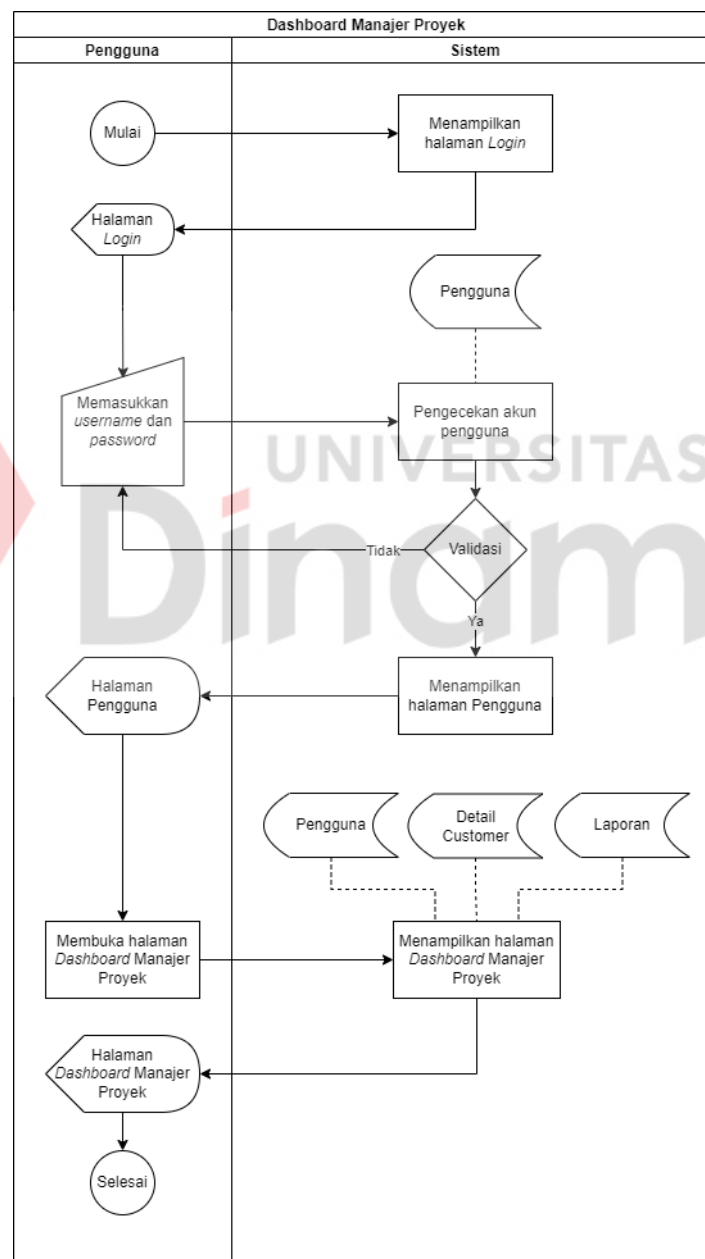 Dashboard Manajer Proyek
Pengguna
Sistem
Mulai
Menampilkan
halaman Login
Halaman
Login
Pengguna
Memasukkan
username dan
password
Pengecekan akun
pengguna
UNIVERSITAS
Dinam
Tidak
Validasi
Ya
Halaman
Pengguna
Menampilkan
halaman Pengguna
Pengguna
Detail
Customer
Laporan
Membuka halaman
Dashboard Manajer
Proyek
Menampilkan halaman
Dashboard Manajer
Proyek
Halaman
Dashboard Manajer
Proyek
Selesai